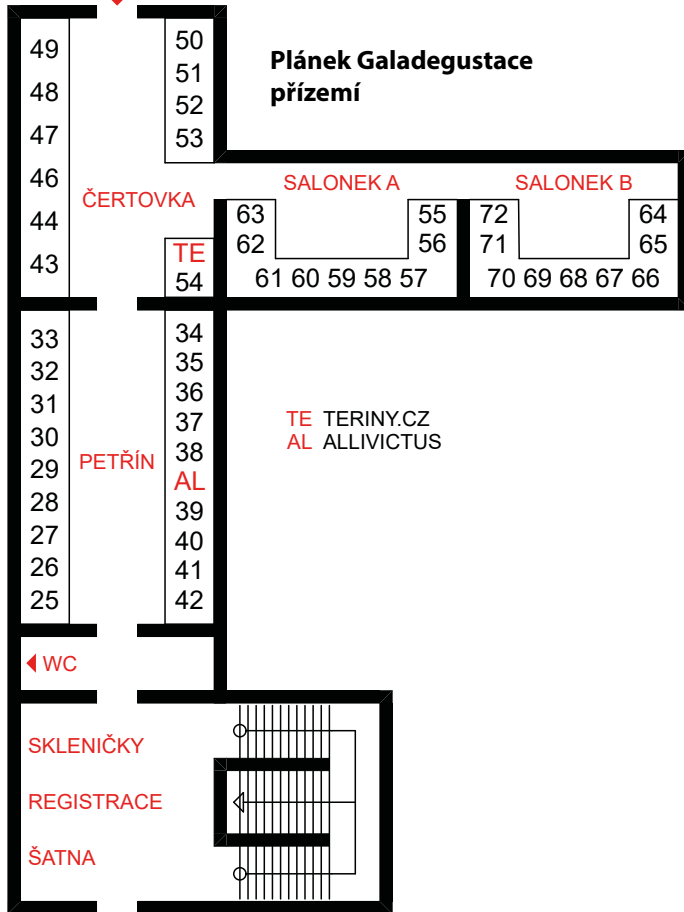 Plánek Galadegustace
přízemí
49
48
47
46
44
43
50
51
52
53
ČERTOVKA
TE
54
SALONEK A
63
62
55
56
61 60 59 58 57
SALONEK B
72
71
64
65
70 69 68 67 66
33
32
31
30
29
28
27
26
25
PETŘÍN
34
35
36
37
38
AL
39
40
41
42
TE TERINY.CZ
AL ALLIVICTUS
WC
SKLENIČKY
REGISTRACE
ŠATNA